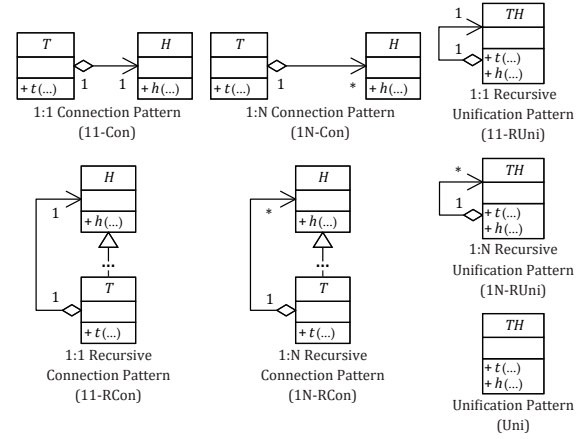 T
H
1
1
+ t(...)
+ h(...)
1:1 Connection Pattern
(11-Con)
T
H
1
*
+ t(...)
+ h(...)
1:N Connection Pattern
(1N-Con)
1
TH
1
+ t(...)
+ h(...)
1:1 Recursive
Unification Pattern
(11-RUni)
H
1
+ h(...)
...
T
1
+ t(...)
1:1 Recursive
Connection Pattern
(11-RCon)
H
*
+ h(...)
...
T
1
+ t(...)
1:N Recursive
Connection Pattern
(1N-RCon)
*
TH
1
+ t(...)
+ h(...)
1:N Recursive
Unification Pattern
(1N-RUni)
TH
+ t(...)
+ h(...)
Unification Pattern
(Uni)